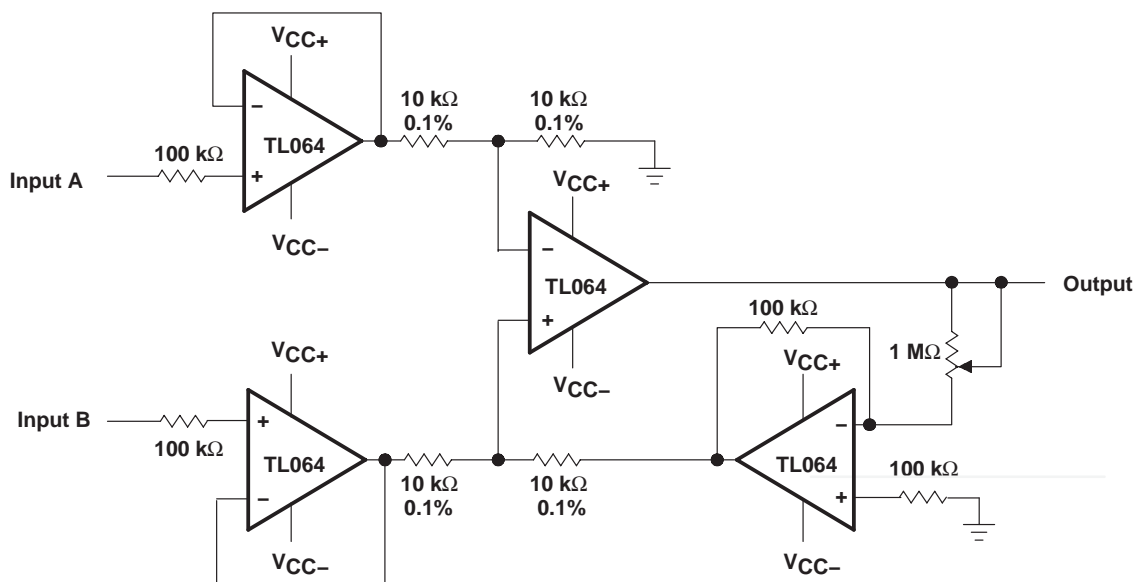 VCC+
−
TL064
+
VCC−
100 kΩ
Input A
10 kΩ
0.1%
10 kΩ
0.1%
VCC+
−
TL064
+
VCC−
Output
100 kΩ
1 MΩ
VCC+
−
TL064
+
VCC−
100 kΩ
Input B
100 kΩ
VCC+
+
TL064
−
VCC−
10 kΩ
0.1%
10 kΩ
0.1%